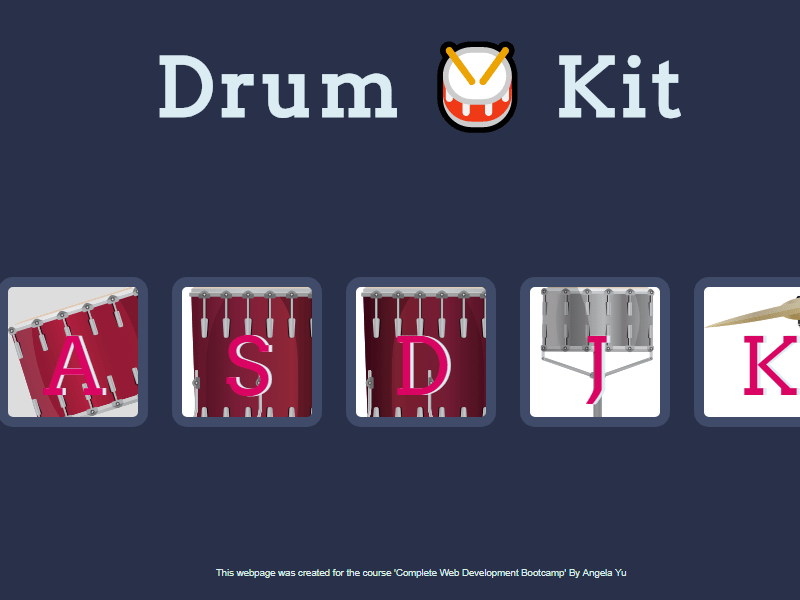 Drum Kit
A S D J K
This webpage was created for the course 'Complete Web Development Bootcamp' By Angela Yu